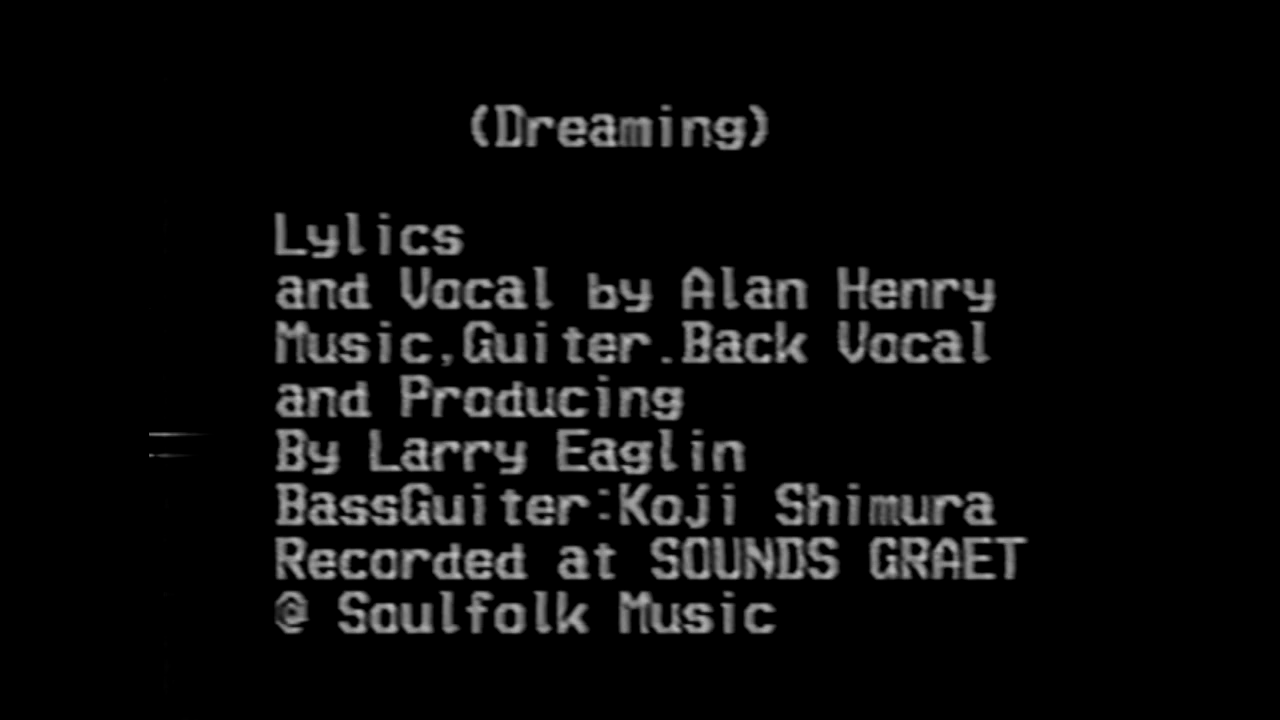 (Dreaming)
Lylics
and Vocal by Alan Henry
Music,Guiter.Back Vocal
and Producing
By Larry Eaglin
BassGuiter:Koji Shimura
Recorded at SOUNDS GRAET
@ Soulfolk Music